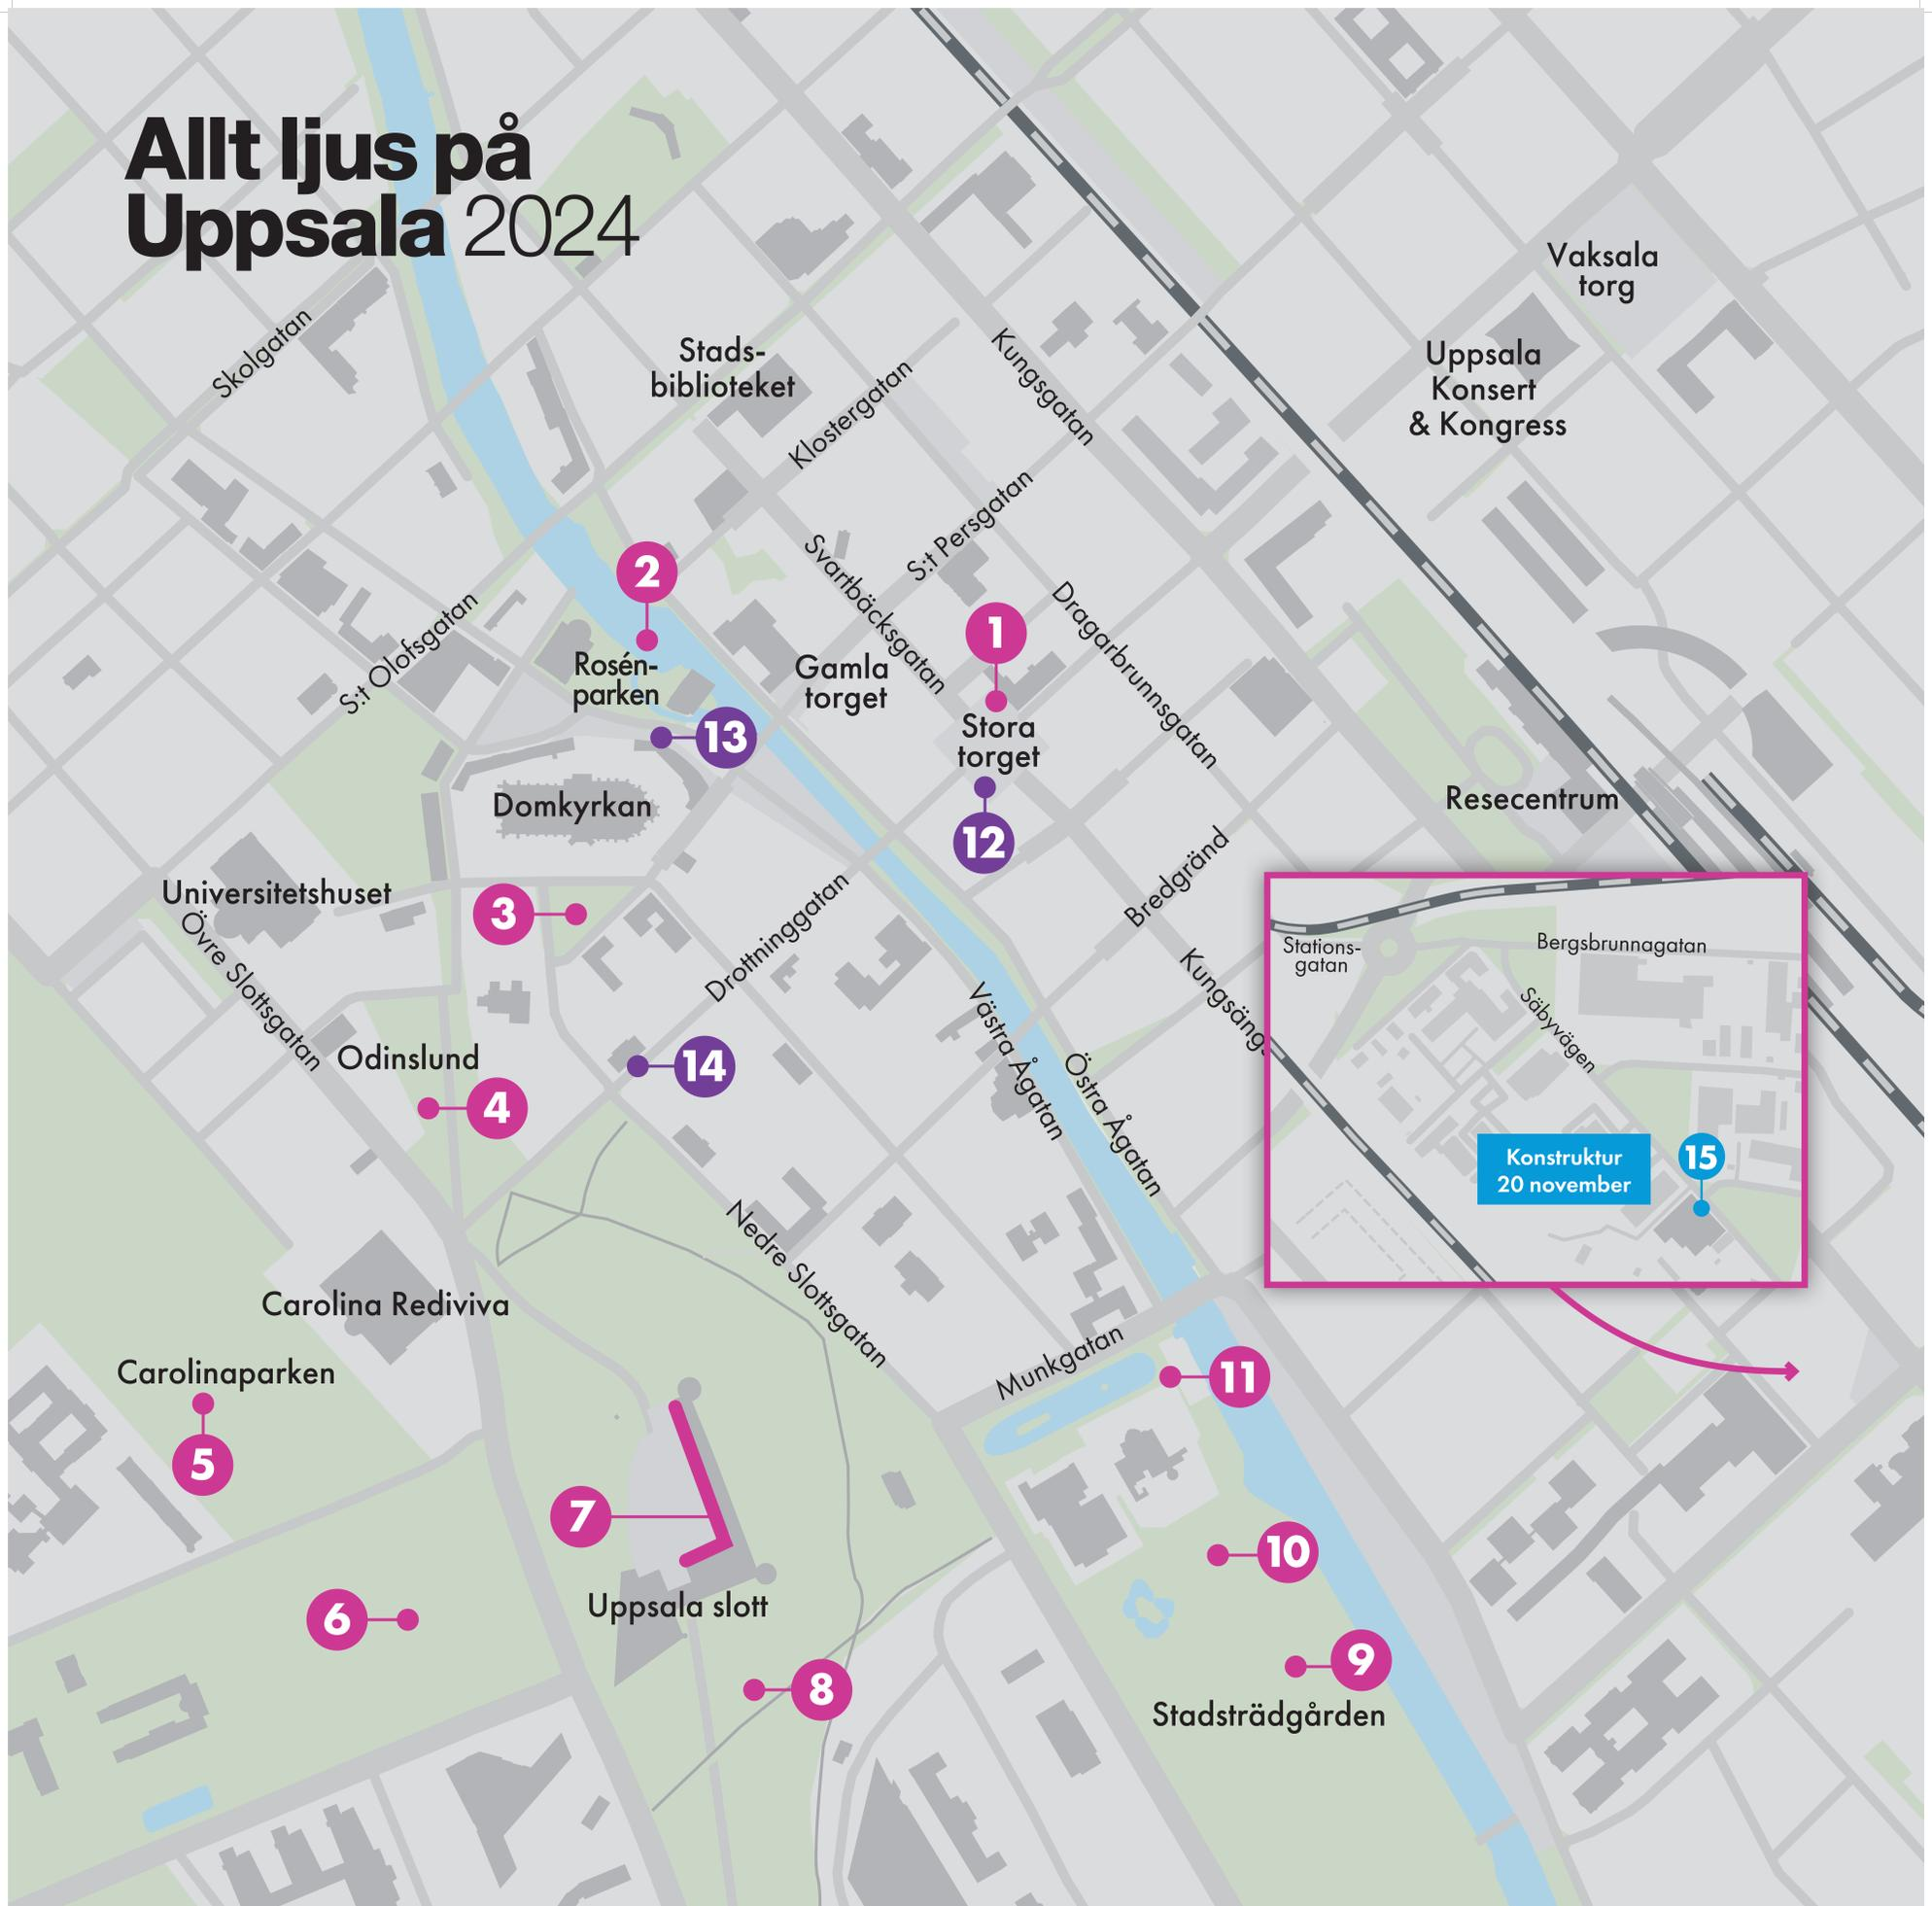 Allt ljus på
Uppsala 2024
Vaksala
torg
Skolgatan
Stads-
biblioteket
Klostergatan
Kungsgatan
Uppsala
Konsert
& Kongress
S:t Persgatan
Svartbäcksgatan
2
1
Dragarbrunnsgatan
S:t Olofsgatan
Rosén-
parken
Gamla
torget
Stora
torget
13
Domkyrkan
12
Resecentrum
Bredgränd
Universitetshuset
3
Övre Slottsgatan
Drottninggatan
Kungsängs
Stations-
gatan
Bergsbrunnagatan
Säbyvägen
Västra Ågatan
Östra Ågatan
Odinslund
14
4
Konstruktur
20 november
15
Nedre Slottsgatan
Carolina Rediviva
Munkgatan
Carolinaparken
11
5
7
10
Uppsala slott
6
9
8
Stadsträdgården